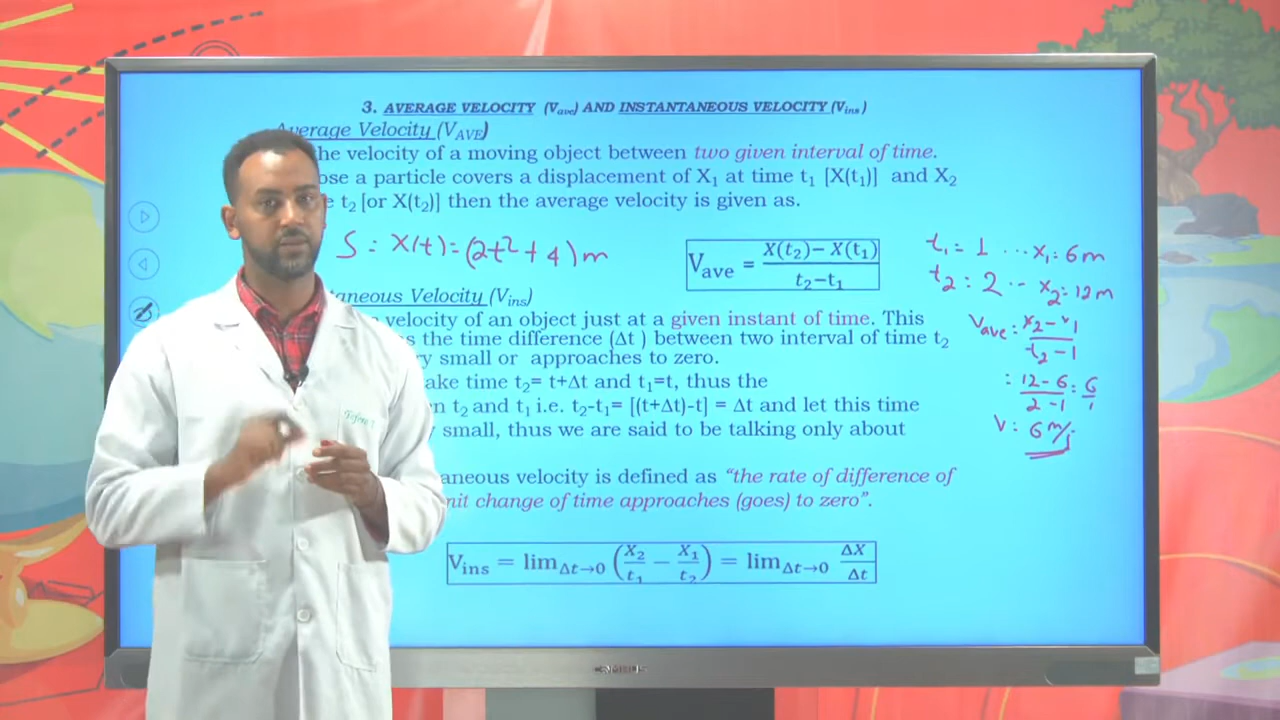 3. AVERAGE VELOCITY (Vave) AND INSTANTANEOUS VELOCITY (Vins)
Average Velocity (VAVE)
he velocity of a moving object between two given interval of time.
ose a particle covers a displacement of X1 at time t1 [X(t1)] and X2
e t2 [or X(t2)] then the average velocity is given as.
S = X(t) = (2t²+4)m
Vave = X(t2)−X(t1) / t2−t1
t1 = 1 ... x1 = 6m
t2 = 2 ... x2 = 12m
taneous Velocity (Vins)
velocity of an object just at a given instant of time. This
s the time difference (Δt ) between two interval of time t2
ry small or approaches to zero.
ake time t2= t+Δt and t1=t, thus the
n t2 and t1 i.e. t2-t1= [(t+Δt)-t] = Δt and let this time
y small, thus we are said to be talking only about
aneous velocity is defined as “the rate of difference of
nit change of time approaches (goes) to zero”.
Vins = limΔt→0 (X2/t1 − X1/t2) = limΔt→0 ΔX/Δt
Vave = x2-x1 / t2-1
= 12-6 / 2-1 = 6/1
V = 6 m/s